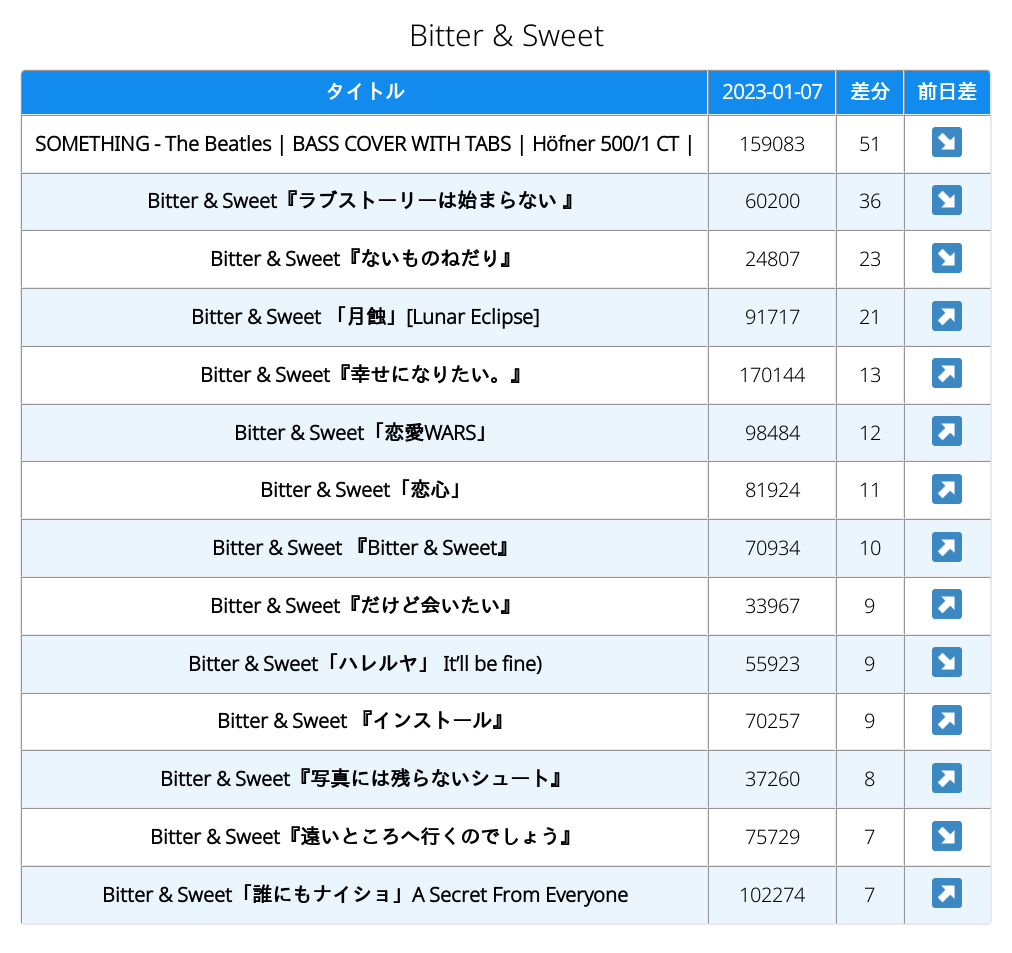 Bitter & Sweet
タイトル 2023-01-07 差分 前日差
SOMETHING - The Beatles | BASS COVER WITH TABS | Höfner 500/1 CT | 159083 51 ↘
Bitter & Sweet『ラブストーリーは始まらない 』 60200 36 ↘
Bitter & Sweet『ないものねだり』 24807 23 ↘
Bitter & Sweet 「月蝕」[Lunar Eclipse] 91717 21 ↗
Bitter & Sweet『幸せになりたい。』 170144 13 ↗
Bitter & Sweet「恋愛WARS」 98484 12 ↗
Bitter & Sweet「恋心」 81924 11 ↗
Bitter & Sweet 『Bitter & Sweet』 70934 10 ↗
Bitter & Sweet『だけど会いたい』 33967 9 ↗
Bitter & Sweet「ハレルヤ」 It’ll be fine) 55923 9 ↘
Bitter & Sweet 『インストール』 70257 9 ↗
Bitter & Sweet『写真には残らないシュート』 37260 8 ↗
Bitter & Sweet『遠いところへ行くのでしょう』 75729 7 ↘
Bitter & Sweet「誰にもナイショ」A Secret From Everyone 102274 7 ↗